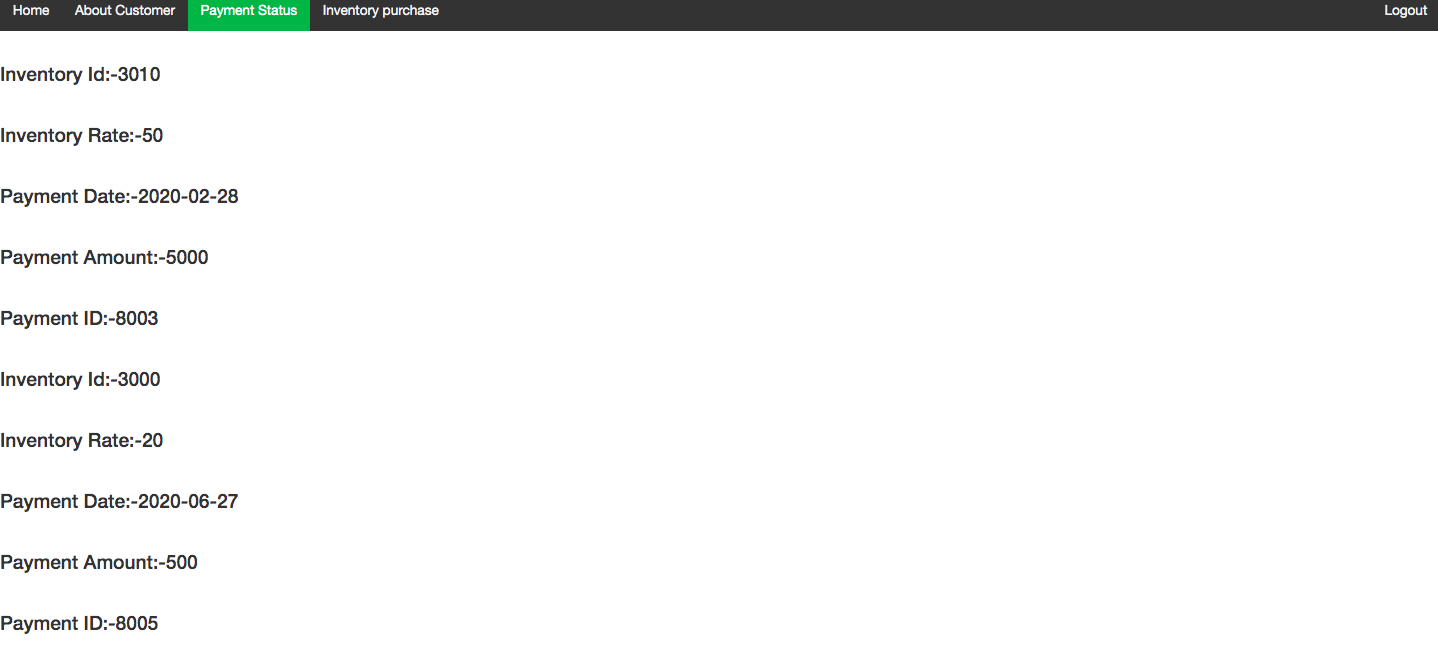 Home About Customer Payment Status Inventory purchase Logout
Inventory Id:-3010
Inventory Rate:-50
Payment Date:-2020-02-28
Payment Amount:-5000
Payment ID:-8003
Inventory Id:-3000
Inventory Rate:-20
Payment Date:-2020-06-27
Payment Amount:-500
Payment ID:-8005